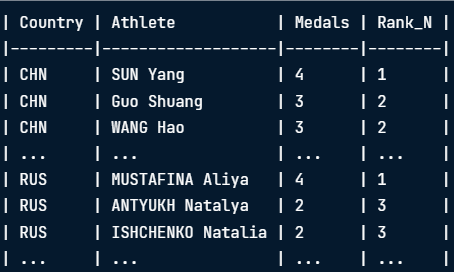 | Country | Athlete | Medals | Rank_N |
|---------|-------------------|--------|--------|
| CHN | SUN Yang | 4 | 1 |
| CHN | Guo Shuang | 3 | 2 |
| CHN | WANG Hao | 3 | 2 |
| ... | ... | ... | ... |
| RUS | MUSTAFINA Aliya | 4 | 1 |
| RUS | ANTYUKH Natalya | 2 | 3 |
| RUS | ISHCHENKO Natalia | 2 | 3 |
| ... | ... | ... | ... |